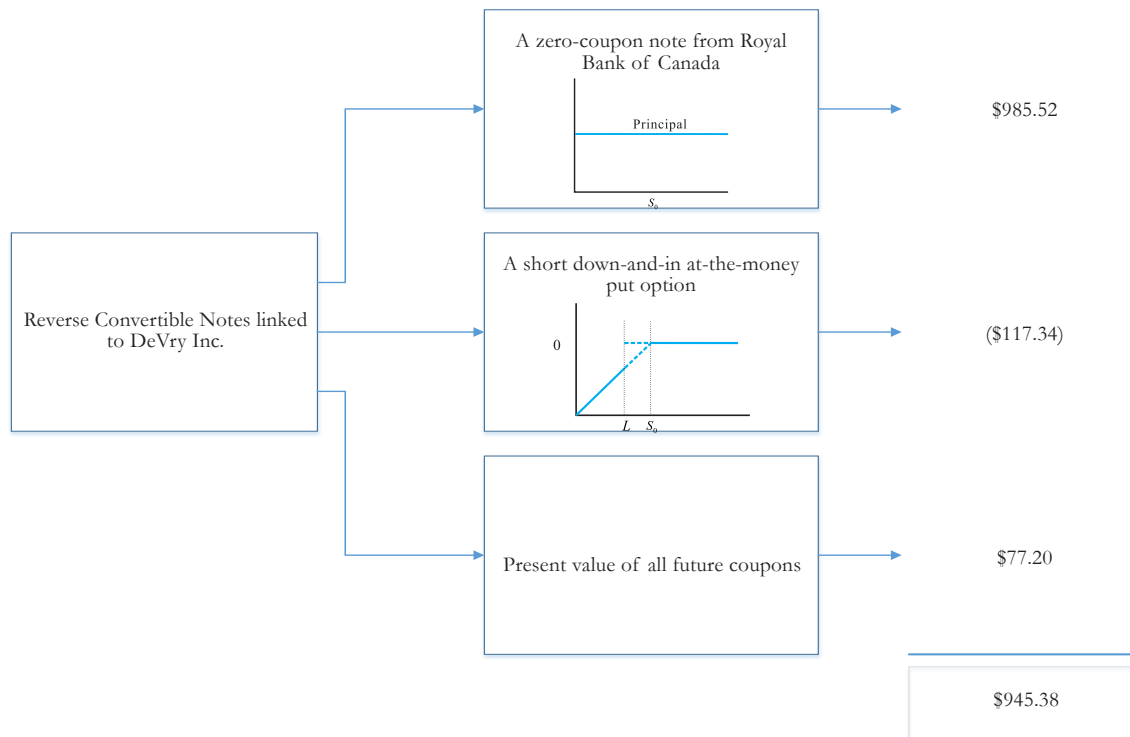 A zero-coupon note from Royal
Bank of Canada
Principal
S₀
$985.52
Reverse Convertible Notes linked
to DeVry Inc.
A short down-and-in at-the-money
put option
0
L S₀
($117.34)
Present value of all future coupons
$77.20
$945.38